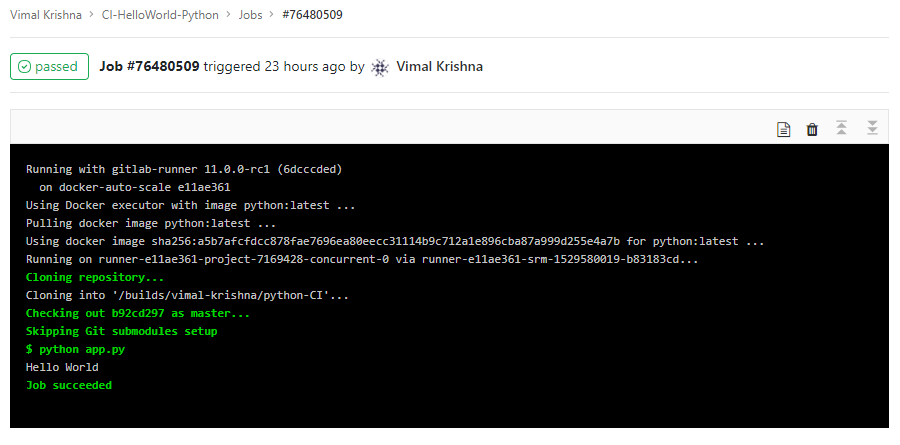 Vimal Krishna > CI-HelloWorld-Python > Jobs > #76480509
passed Job #76480509 triggered 23 hours ago by Vimal Krishna
Running with gitlab-runner 11.0.0-rc1 (6dcccded)
on docker-auto-scale e11ae361
Using Docker executor with image python:latest ...
Pulling docker image python:latest ...
Using docker image sha256:a5b7afcfdcc878fae7696ea80eecc31114b9c712a1e896cba87a999d255e4a7b for python:latest ...
Running on runner-e11ae361-project-7169428-concurrent-0 via runner-e11ae361-srm-1529580019-b83183cd...
Cloning repository...
Cloning into '/builds/vimal-krishna/python-CI'...
Checking out b92cd297 as master...
Skipping Git submodules setup
$ python app.py
Hello World
Job succeeded